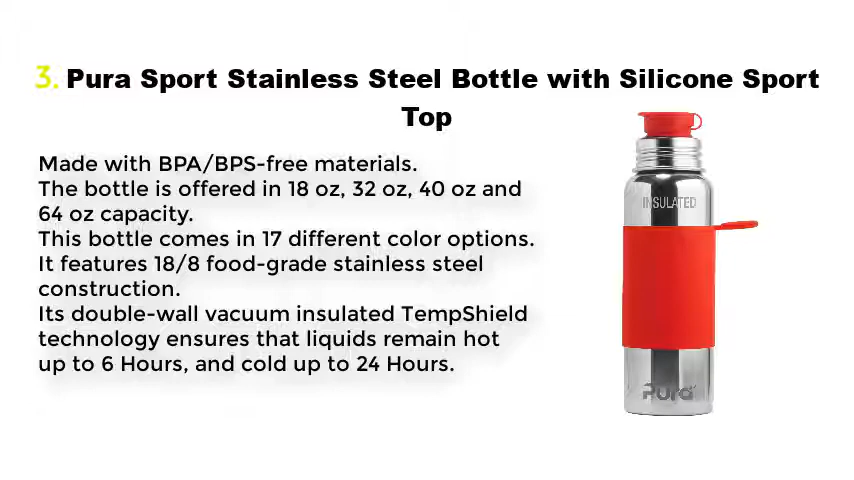 3. Pura Sport Stainless Steel Bottle with Silicone Sport
Top
Made with BPA/BPS-free materials.
The bottle is offered in 18 oz, 32 oz, 40 oz and
64 oz capacity.
This bottle comes in 17 different color options.
It features 18/8 food-grade stainless steel
construction.
Its double-wall vacuum insulated TempShield
technology ensures that liquids remain hot
up to 6 Hours, and cold up to 24 Hours.
INSULATED
Pura